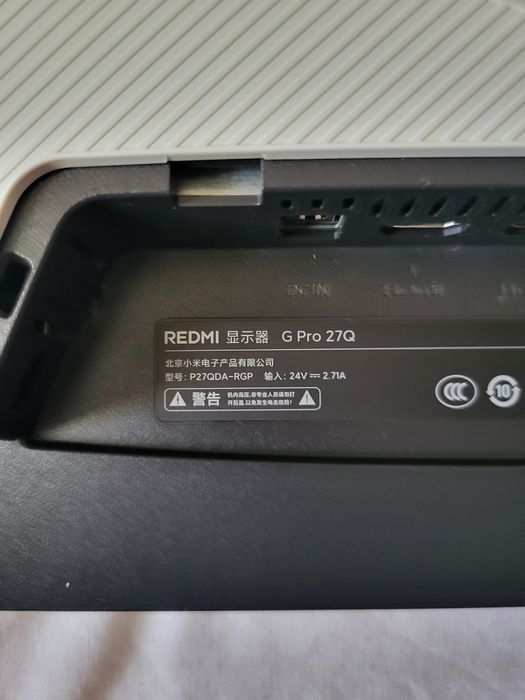 DC IN
REDMI 显示器 G Pro 27Q
北京小米电子产品有限公司
型号: P27QDA-RGP 输入: 24V ⎓ 2.71A
警告 机内高压,非专业人员请勿打
开后盖,以免发生电击危险!
CCC
10